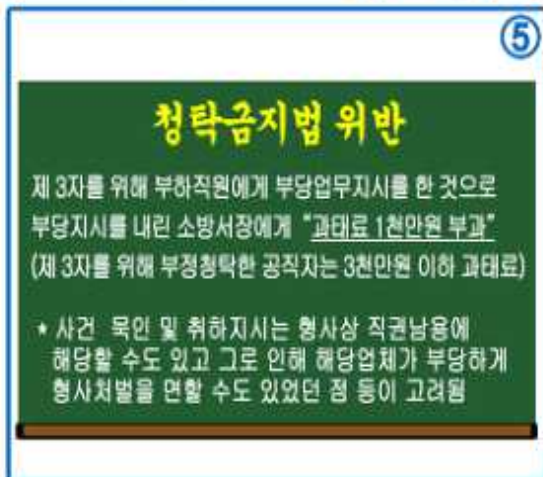 ⑤
청탁금지법 위반
제 3자를 위해 부하직원에게 부당업무지시를 한 것으로
부당지시를 내린 소방서장에게 “과태료 1천만원 부과”
(제 3자를 위해 부정청탁한 공직자는 3천만원 이하 과태료)
* 사건 묵인 및 취하지시는 형사상 직권남용에
해당할 수도 있고 그로 인해 해당업체가 부당하게
형사처벌을 면할 수도 있었던 점 등이 고려됨